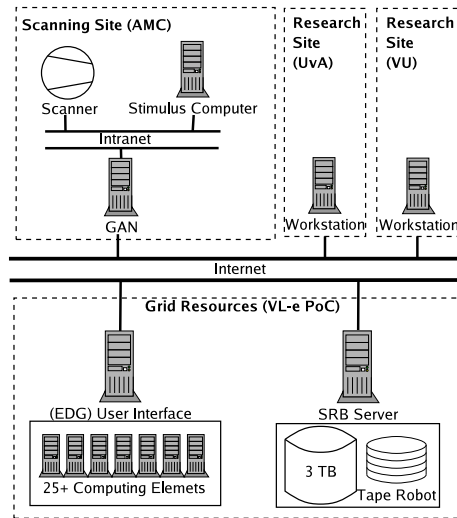 Scanning Site (AMC)
Scanner
Stimulus Computer
Intranet
GAN
Research
Site
(UvA)
Workstation
Research
Site
(VU)
Workstation
Internet
Grid Resources (VL-e PoC)
(EDG) User Interface
25+ Computing Elemets
SRB Server
3 TB
Tape Robot